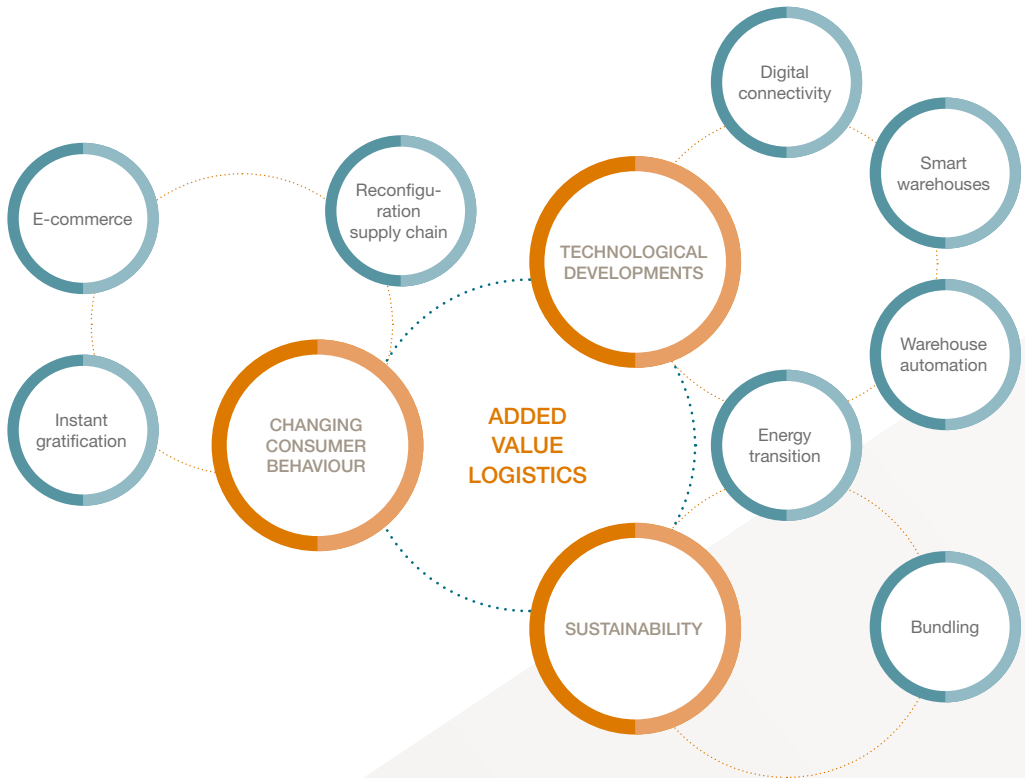 Digital
connectivity
Smart
warehouses
E-commerce
Reconfigu-
ration
supply chain
TECHNOLOGICAL
DEVELOPMENTS
Warehouse
automation
Instant
gratification
CHANGING
CONSUMER
BEHAVIOUR
ADDED
VALUE
LOGISTICS
Energy
transition
SUSTAINABILITY
Bundling